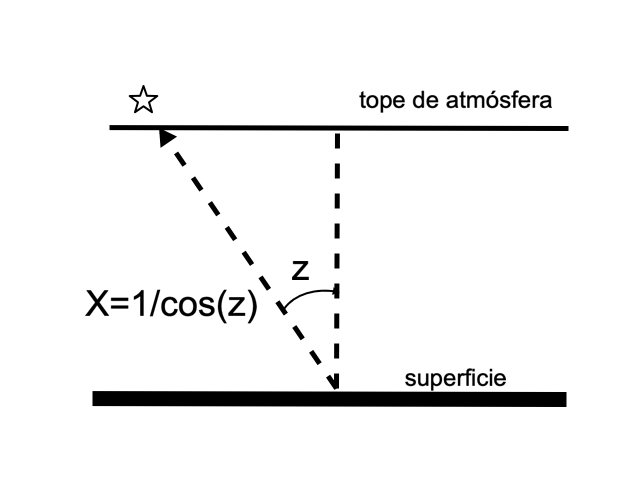 tope de atmósfera
z
X=1/cos(z)
superficie